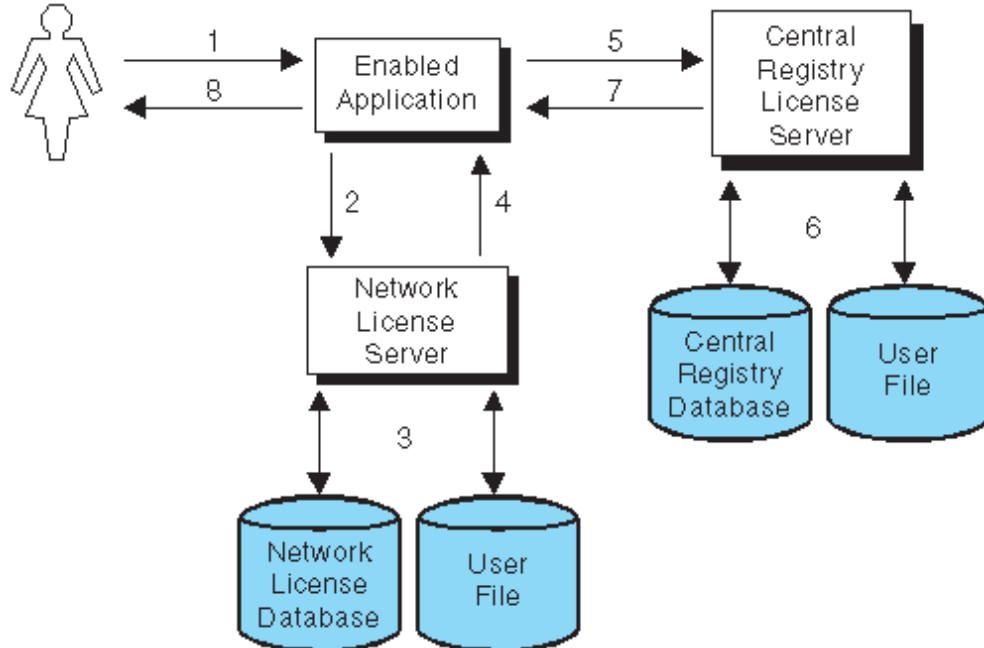 1
8
Enabled
Application
5
7
Central
Registry
License
Server
2
4
6
Network
License
Server
Central
Registry
Database
User
File
3
Network
License
Database
User
File